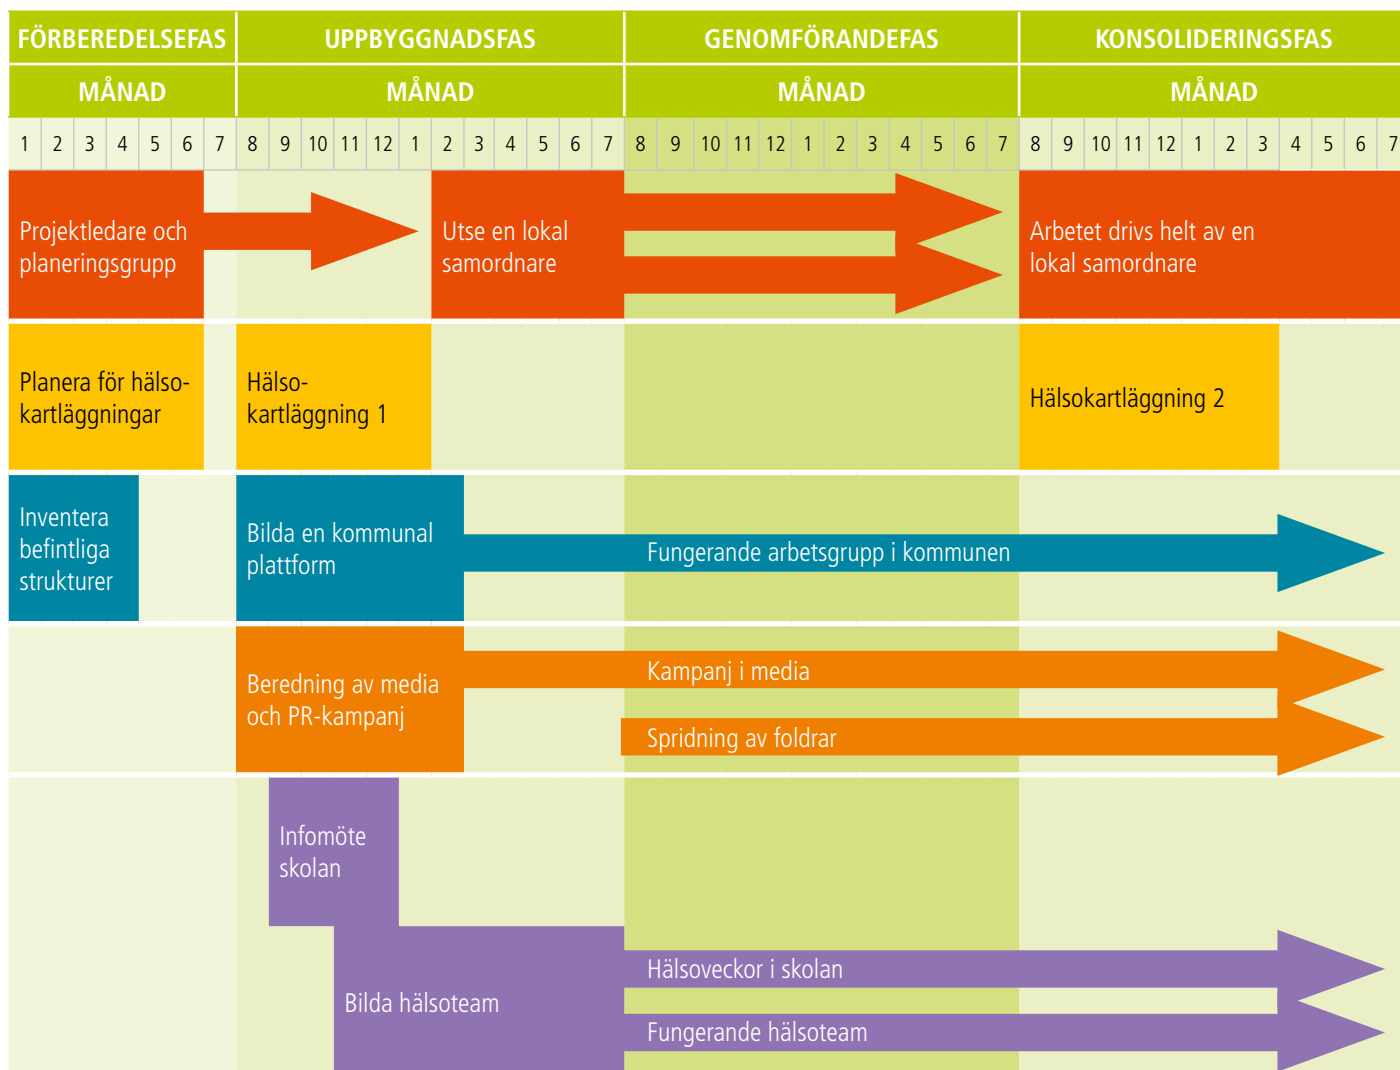 FÖRBEREDELSEFAS UPPBYGGNADSFAS GENOMFÖRANDEFAS KONSOLIDERINGSFAS
MÅNAD MÅNAD MÅNAD MÅNAD
1 2 3 4 5 6 7 8 9 10 11 12 1 2 3 4 5 6 7 8 9 10 11 12 1 2 3 4 5 6 7 8 9 10 11 12 1 2 3 4 5 6 7
Projektledare och
planeringsgrupp
Utse en lokal
samordnare
Arbetet drivs helt av en
lokal samordnare
Planera för hälso-
kartläggningar
Hälso-
kartläggning 1
Hälsokartläggning 2
Inventera
befintliga
strukturer
Bilda en kommunal
plattform
Fungerande arbetsgrupp i kommunen
Beredning av media
och PR-kampanj
Kampanj i media
Spridning av foldrar
Infomöte
skolan
Bilda hälsoteam
Hälsoveckor i skolan
Fungerande hälsoteam